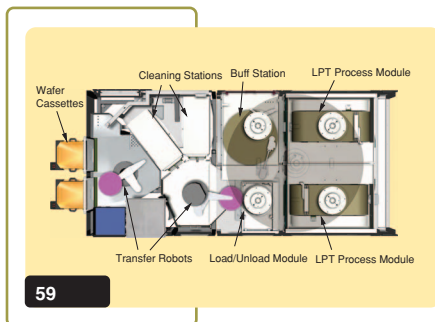 Cleaning Stations
Buff Station
LPT Process Module
Wafer
Cassettes
Transfer Robots
Load/Unload Module
LPT Process Module
59